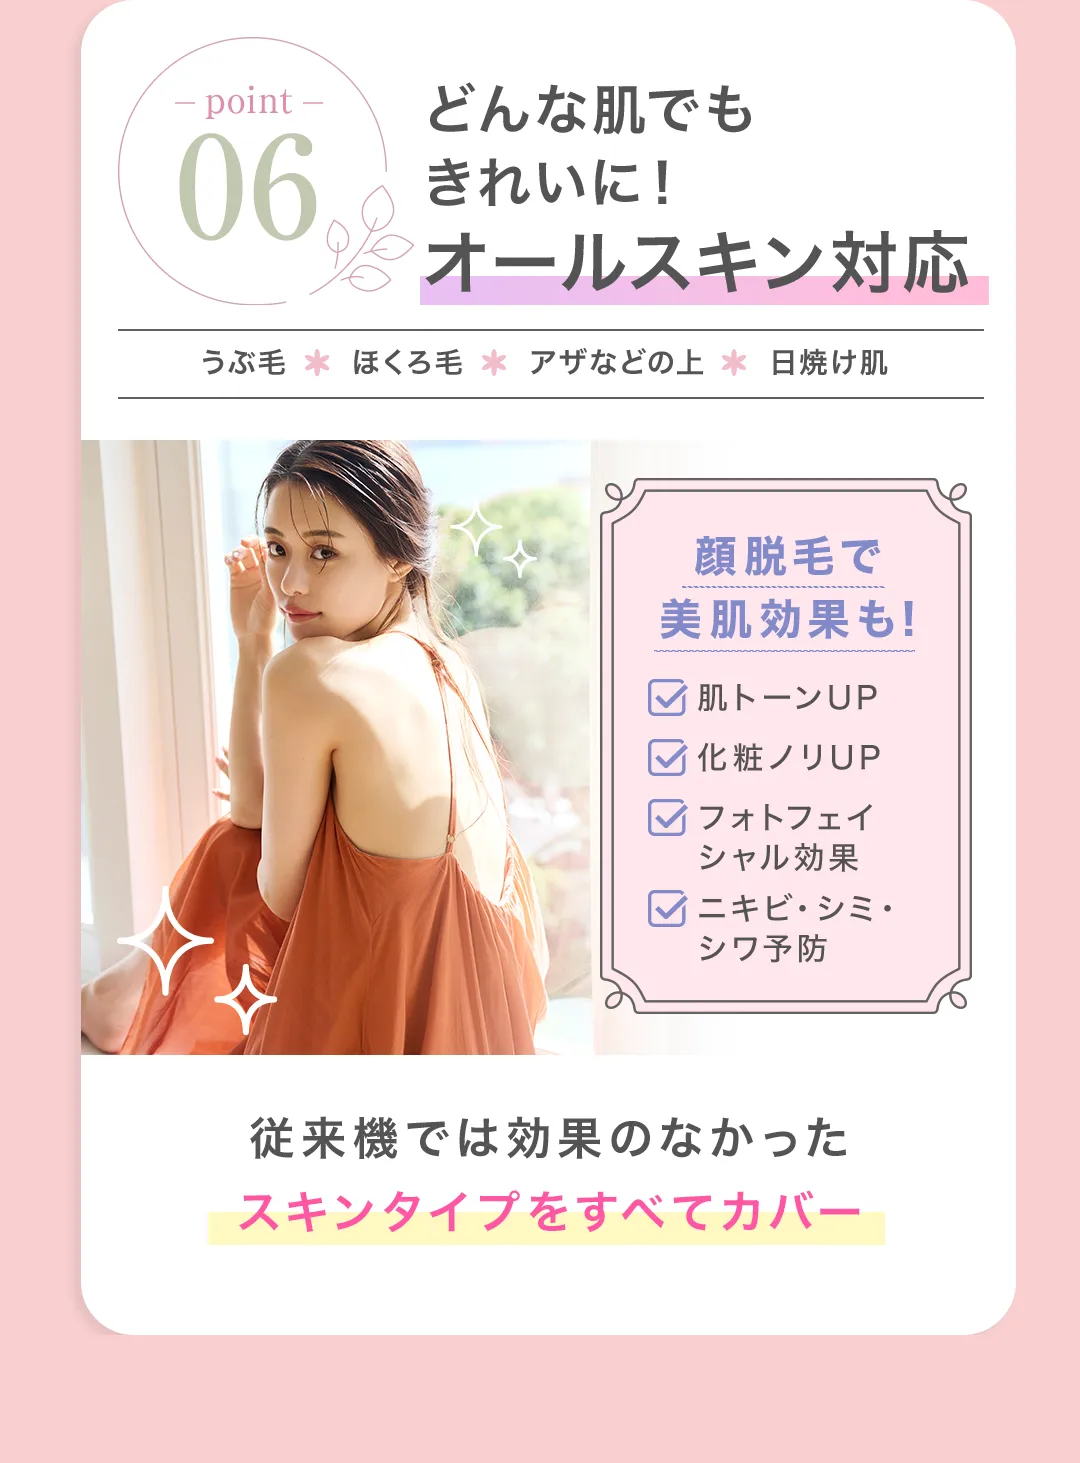 point
06
どんな肌でも
きれいに！
オールスキン対応
うぶ毛 ほくろ毛 アザなどの上 日焼け肌
顔脱毛で
美肌効果も！
肌トーンUP
化粧ノリUP
フォトフェイ
シャル効果
ニキビ・シミ・
シワ予防
従来機では効果のなかった
スキンタイプをすべてカバー